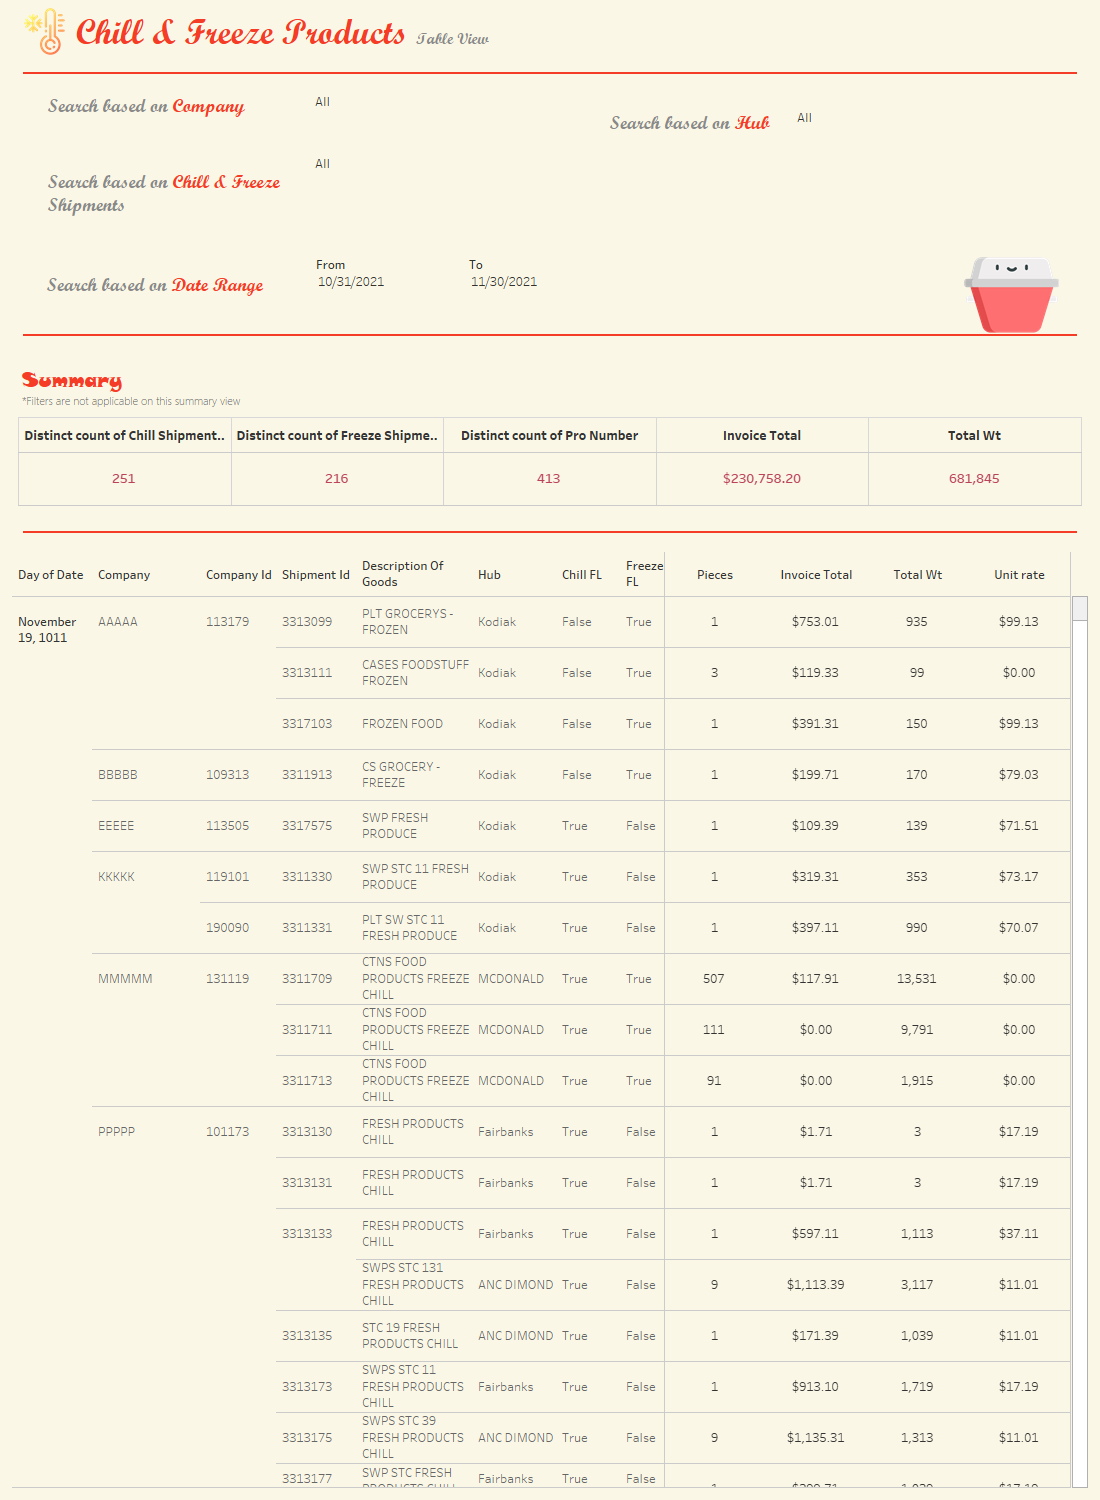 Chill & Freeze Products Table View
Search based on Company All
Search based on Hub All
Search based on Chill & Freeze All
Shipments
From To
Search based on Date Range 10/31/2021 11/30/2021
Summary
*Filters are not applicable on this summary view
Distinct count of Chill Shipment.. Distinct count of Freeze Shipme.. Distinct count of Pro Number Invoice Total Total Wt
251 216 413 $230,758.20 681,845
Day of Date Company Company Id Shipment Id Description Of Goods Hub Chill FL Freeze FL Pieces Invoice Total Total Wt Unit rate
November 19, 1011 AAAAA 113179 3313099 PLT GROCERYS - FROZEN Kodiak False True 1 $753.01 935 $99.13
3313111 CASES FOODSTUFF FROZEN Kodiak False True 3 $119.33 99 $0.00
3317103 FROZEN FOOD Kodiak False True 1 $391.31 150 $99.13
BBBBB 109313 3311913 CS GROCERY - FREEZE Kodiak False True 1 $199.71 170 $79.03
EEEEE 113505 3317575 SWP FRESH PRODUCE Kodiak True False 1 $109.39 139 $71.51
KKKKK 119101 3311330 SWP STC 11 FRESH PRODUCE Kodiak True False 1 $319.31 353 $73.17
190090 3311331 PLT SW STC 11 FRESH PRODUCE Kodiak True False 1 $397.11 990 $70.07
MMMMM 131119 3311709 CTNS FOOD PRODUCTS FREEZE CHILL MCDONALD True True 507 $117.91 13,531 $0.00
3311711 CTNS FOOD PRODUCTS FREEZE CHILL MCDONALD True True 111 $0.00 9,791 $0.00
3311713 CTNS FOOD PRODUCTS FREEZE CHILL MCDONALD True True 91 $0.00 1,915 $0.00
PPPPP 101173 3313130 FRESH PRODUCTS CHILL Fairbanks True False 1 $1.71 3 $17.19
3313131 FRESH PRODUCTS CHILL Fairbanks True False 1 $1.71 3 $17.19
3313133 FRESH PRODUCTS CHILL Fairbanks True False 1 $597.11 1,113 $37.11
SWPS STC 131 FRESH PRODUCTS CHILL ANC DIMOND True False 9 $1,113.39 3,117 $11.01
3313135 STC 19 FRESH PRODUCTS CHILL ANC DIMOND True False 1 $171.39 1,039 $11.01
3313173 SWPS STC 11 FRESH PRODUCTS CHILL Fairbanks True False 1 $913.10 1,719 $17.19
3313175 SWPS STC 39 FRESH PRODUCTS CHILL ANC DIMOND True False 9 $1,135.31 1,313 $11.01
3313177 SWP STC FRESH Fairbanks True False